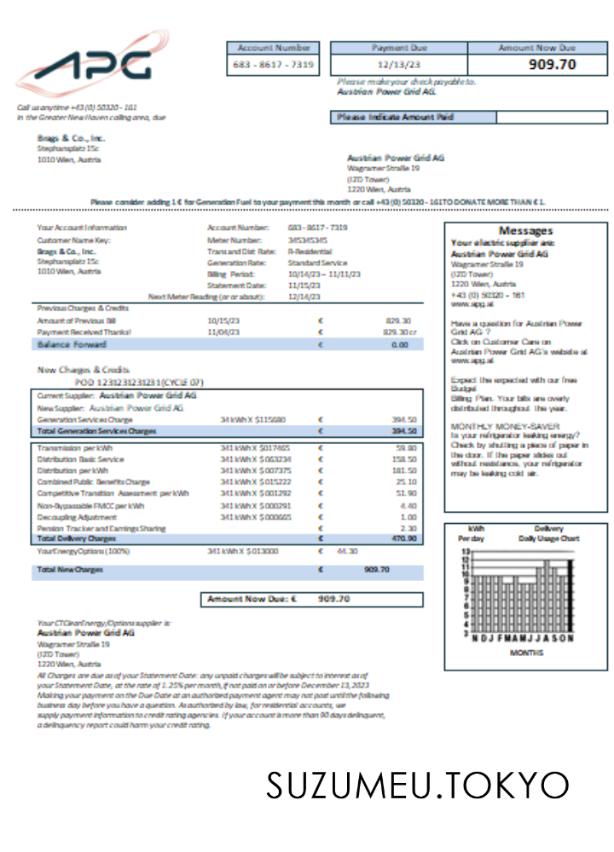 APG
Account Number
683 - 8617 - 7319
Payment Due
12/13/23
Amount Now Due
909.70
Please make your check payable to.
Austrian Power Grid AG.
Call us anytime +43 (0) 50320 - 161
In the Greater New Haven calling area, due
Please Indicate Amount Paid
Brags & Co., Inc.
Stephansplatz 15c
1010 Wien, Austria
Austrian Power Grid AG
Wagramer Straße 19
(IZD Tower)
1220 Wien, Austria
Please consider adding 1 € for Generation Fuel to your payment this month or call +43 (0) 50320 - 161TO DONATE MORE THAN € 1.
Your Account Information
Customer Name Key:
Brags & Co., Inc.
Stephansplatz 15c
1010 Wien, Austria
Account Number: 683 - 8617 - 7319
Meter Number: 345345345
Trans and Dist Rate: R-Residential
Generation Rate: Standard Service
Billing Period: 10/14/23 – 11/11/23
Statement Date: 11/15/23
Next Meter Reading (or or about): 12/14/23
Previous Charges & Credits
Amount of Previous Bill 10/15/23 € 829.30
Payment Received Thanks! 11/04/23 € 829.30 cr
Balance Forward € 0.00
New Charges & Credits
POD 1231231231231 (CYCLE 07)
Current Supplier: Austrian Power Grid AG
New Supplier: Austrian Power Grid AG
Generation Services Charge 34 kWh X $115680 € 394.50
Total Generation Services Charges € 394.50
Transmission per kWh 341 kWh X $017465 € 59.80
Distribution Basic Service 341 kWh X $063234 € 158.50
Distribution per kWh 341 kWh X $007375 € 181.50
Combined Public Benefits Charge 341 kWh X $015222 € 25.10
Competitive Transition Assessment per kWh 341 kWh X $001292 € 51.90
Non-Bypassable FMCC per kWh 341 kWh X $000291 € 4.40
Decoupling Adjustment 341 kWh X $000665 € 1.00
Pension Tracker and Earnings Sharing € 2.30
Total Delivery Charges € 470.90
YourEnergyOptions (100%) 341 kWh X $013000 € 44.30
Total New Charges € 909.70
Amount Now Due: € 909.70
Your CTCleanEnergy/Options supplier is:
Austrian Power Grid AG
Wagramer Straße 19
(IZD Tower)
1220 Wien, Austria
All Charges are due as of your Statement Date: any unpaid charges will be subject to interest as of
your Statement Date, at the rate of 1.25% per month, if not paid on or before December 13, 2023
Making your payment on the Due Date at an authorized payment agent may not post until the following
business day before you have a question. As authorized by law, for residential accounts, we
supply payment information to credit rating agencies. if your account is more than 90 days delinquent,
a delinquency report could harm your credit rating.
Messages
Your electric supplier are:
Austrian Power Grid AG
Wagramer Straße 19
(IZD Tower)
1220 Wien, Austria
+43 (0) 50320 - 161
www.apg.at
Have a question for Austrian Power
Grid AG ?
Click on Customer Care on
Austrian Power Grid AG's website at
www.apg.at
Expect the expected with our free
Budget
Billing Plan. Your bills are overly
distributed throughout the year.
MONTHLY MONEY-SAVER
Is your refrigerator leaking energy?
Check by shutting a piece of paper in
the door. If the paper slides out
without resistance, your refrigerator
may be leaking cold air.
kWh Delivery
Per day Daily Usage Chart
13
12
11
10
9
8
7
6
5
4
3
N D J F M A M J J A S O N
MONTHS
SUZUMEU.TOKYO